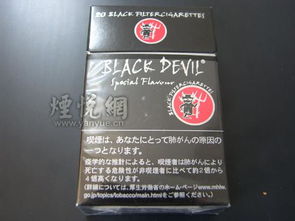 20 BLACK FILTERCIGARETTES
BLACK DEVIL
Special Flavour
BLACK FILTERCIGARETTES
煙悅網
www.yanyue.cn
喫煙は、あなたにとって肺がんの原因の
一つとなります。
疫学的な推計によると、喫煙者は肺がんにより
死亡する危険性が非喫煙者に比べて約2倍から
4倍高くなります。
(詳細については、厚生労働省のホームページ www.mhlw.
go.jp/topics/tobacco/main.htmlをご参照ください。)